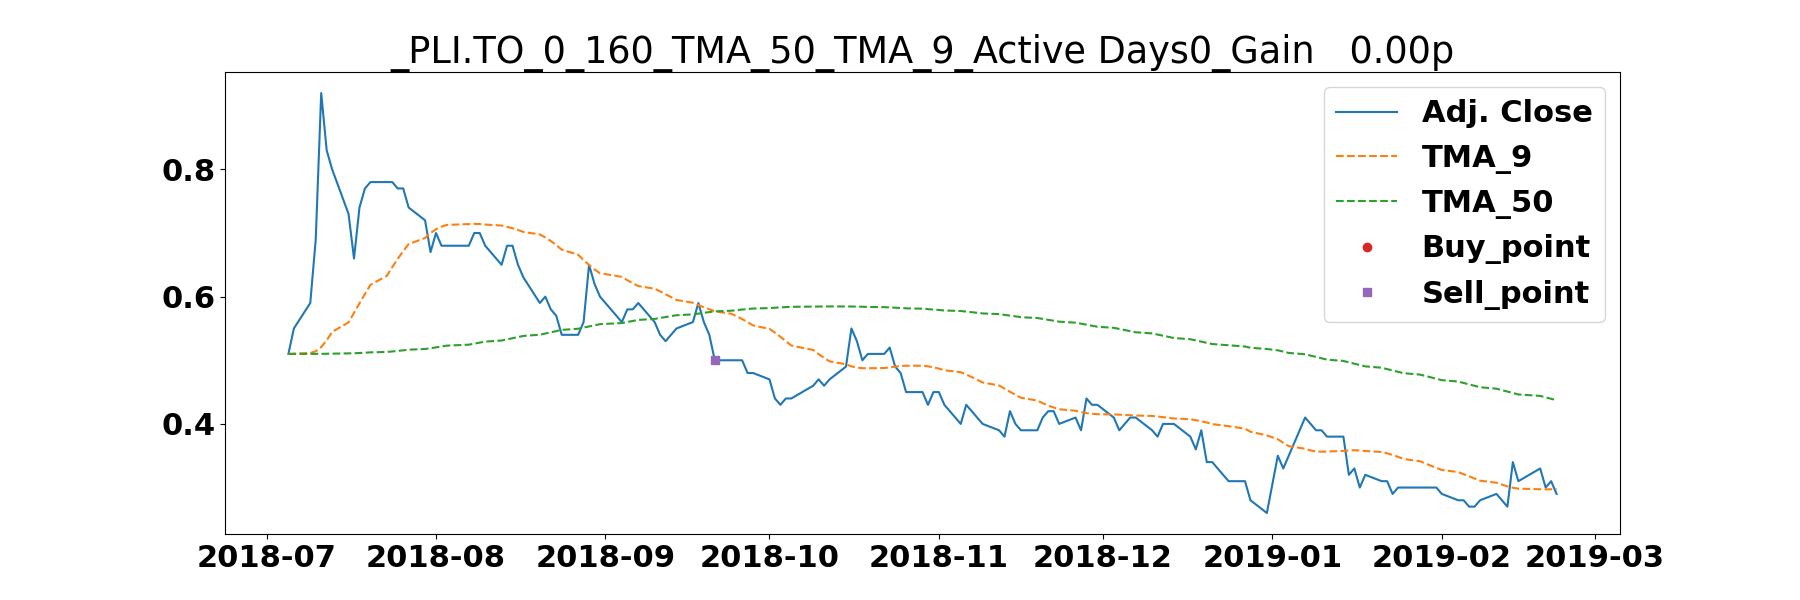 _PLI.TO_0_160_TMA_50_TMA_9_Active Days0_Gain   0.00p
Adj. Close
TMA_9
TMA_50
Buy_point
Sell_point
0.8
0.6
0.4
2018-07 2018-08 2018-09 2018-10 2018-11 2018-12 2019-01 2019-02 2019-03